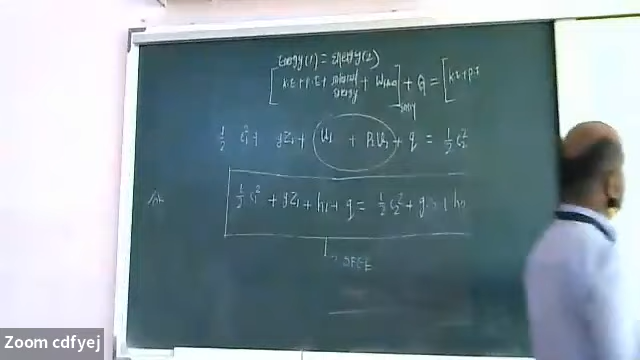 Energy(1) = Energy(2)
[K.E + P.E + internal energy + W] + Q = [K.E + P.E
entry
1/2 c₁² + gz₁ + u₁ + p₁v₁ + q = 1/2 c₂²
1/2 c₁² + gz₁ + h₁ + q = 1/2 c₂² + g
SFEE
Zoom cdfyej